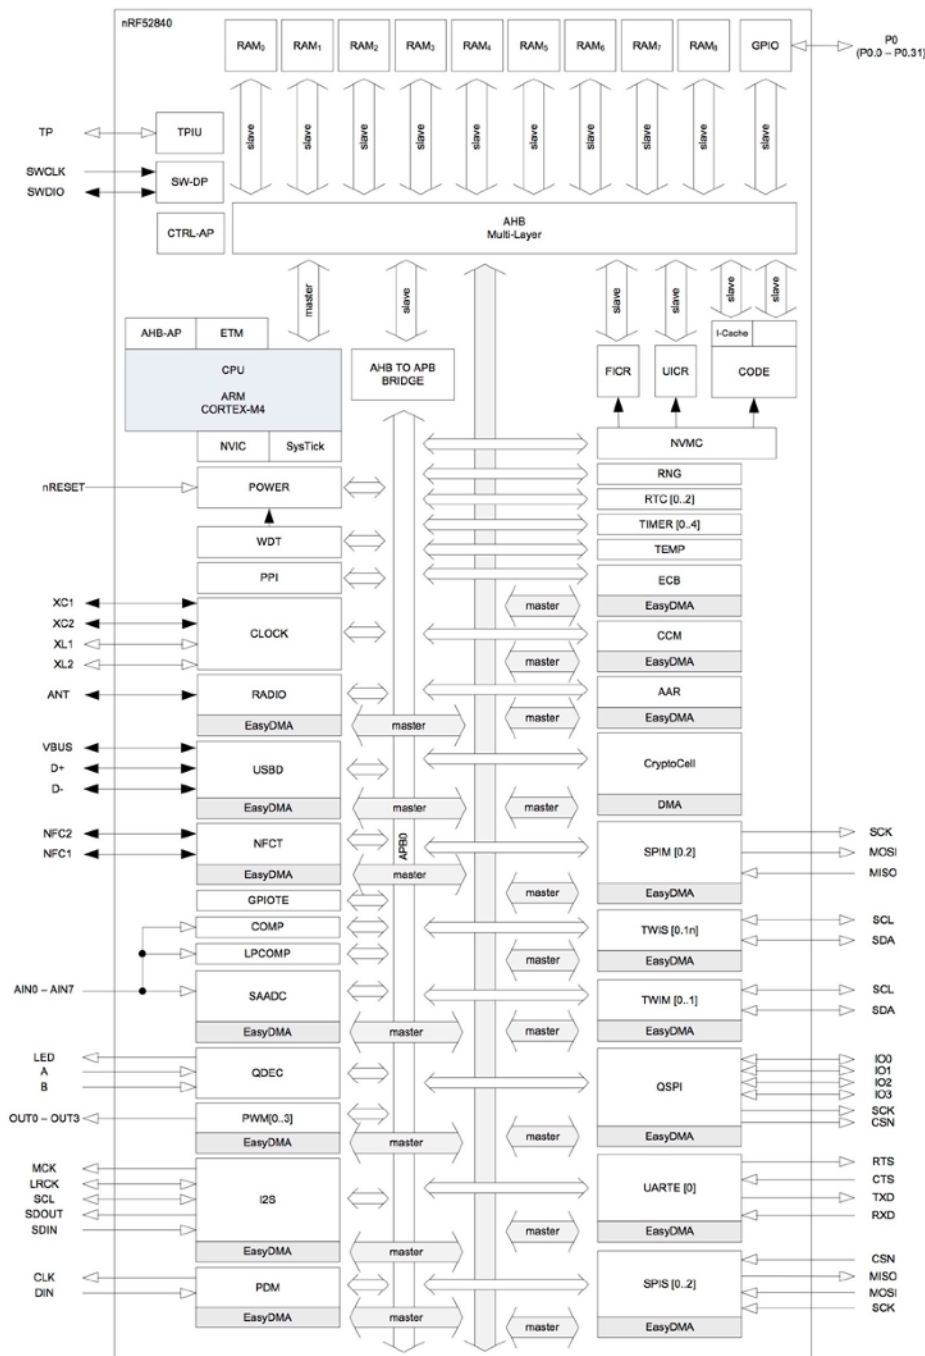 nRF52840
RAM0 RAM1 RAM2 RAM3 RAM4 RAM5 RAM6 RAM7 RAM8 GPIO
P0
(P0.0 – P0.31)
slave slave slave slave slave slave slave slave slave slave
TP
TPIU
SWCLK
SWDIO
SW-DP
CTRL-AP
AHB
Multi-Layer
master
slave
slave
slave
slave
slave
AHB-AP
ETM
CPU
ARM
CORTEX-M4
NVIC
SysTick
AHB TO APB
BRIDGE
I-Cache
FICR
UICR
CODE
NVMC
nRESET
POWER
RNG
RTC [0..2]
WDT
TIMER [0..4]
TEMP
PPI
ECB
master
EasyDMA
XC1
XC2
XL1
XL2
CLOCK
CCM
master
EasyDMA
ANT
RADIO
EasyDMA
master
AAR
master
EasyDMA
VBUS
D+
D-
USBD
EasyDMA
master
CryptoCell
master
DMA
NFC2
NFC1
NFCT
EasyDMA
master
APB0
SPIM [0.2]
SCK
MOSI
MISO
master
EasyDMA
GPIOTE
COMP
LPCOMP
TWIS [0.1n]
SCL
SDA
master
EasyDMA
AIN0 – AIN7
SAADC
EasyDMA
master
TWIM [0..1]
SCL
SDA
master
EasyDMA
LED
A
B
QDEC
QSPI
IO0
IO1
IO2
IO3
SCK
CSN
master
EasyDMA
OUT0 – OUT3
PWM[0..3]
EasyDMA
master
MCK
LRCK
SCL
SDOUT
SDIN
I2S
EasyDMA
master
UARTE [0]
RTS
CTS
TXD
RXD
master
EasyDMA
CLK
DIN
PDM
EasyDMA
master
SPIS [0..2]
CSN
MISO
MOSI
SCK
master
EasyDMA